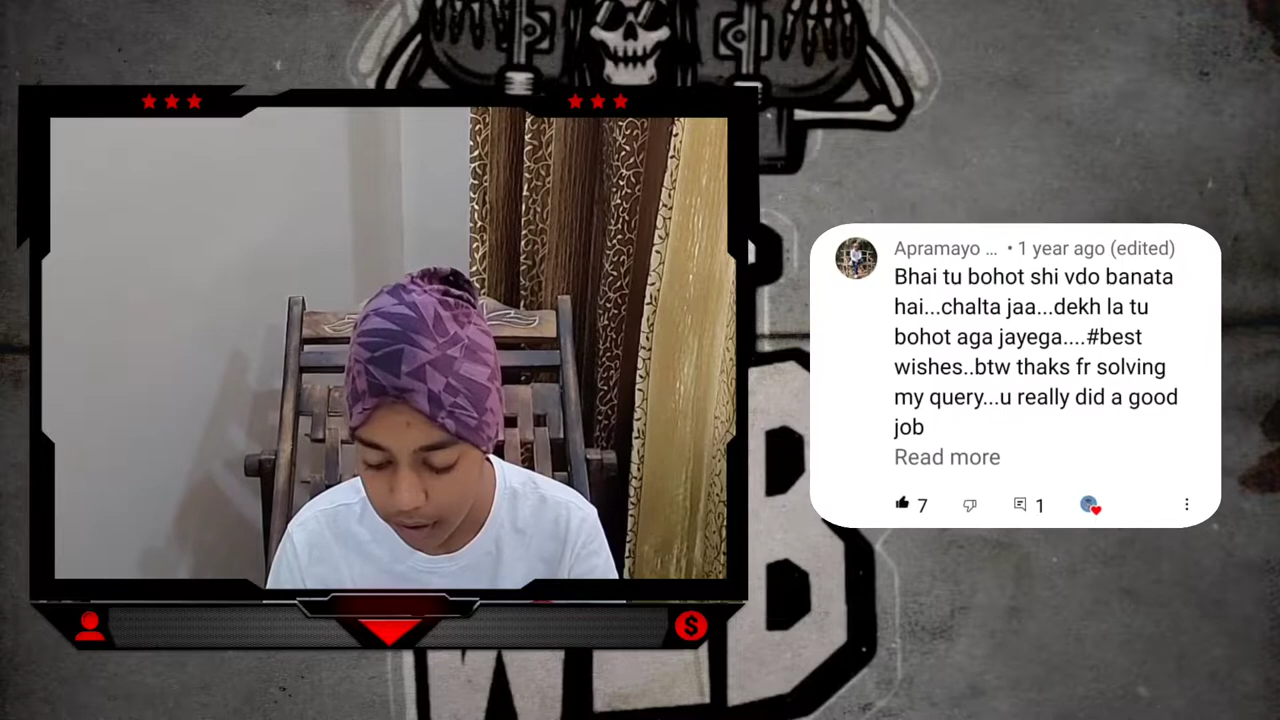 Apramayo ... • 1 year ago (edited)
Bhai tu bohot shi vdo banata
hai...chalta jaa...dekh la tu
bohot aga jayega....#best
wishes..btw thaks fr solving
my query...u really did a good
job
Read more
7
1
$